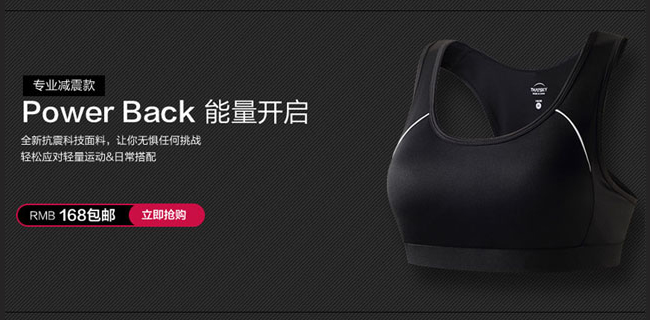 专业减震款
Power Back 能量开启
全新抗震科技面料，让你无惧任何挑战
轻松应对轻量运动&日常搭配
RMB 168包邮 立即抢购